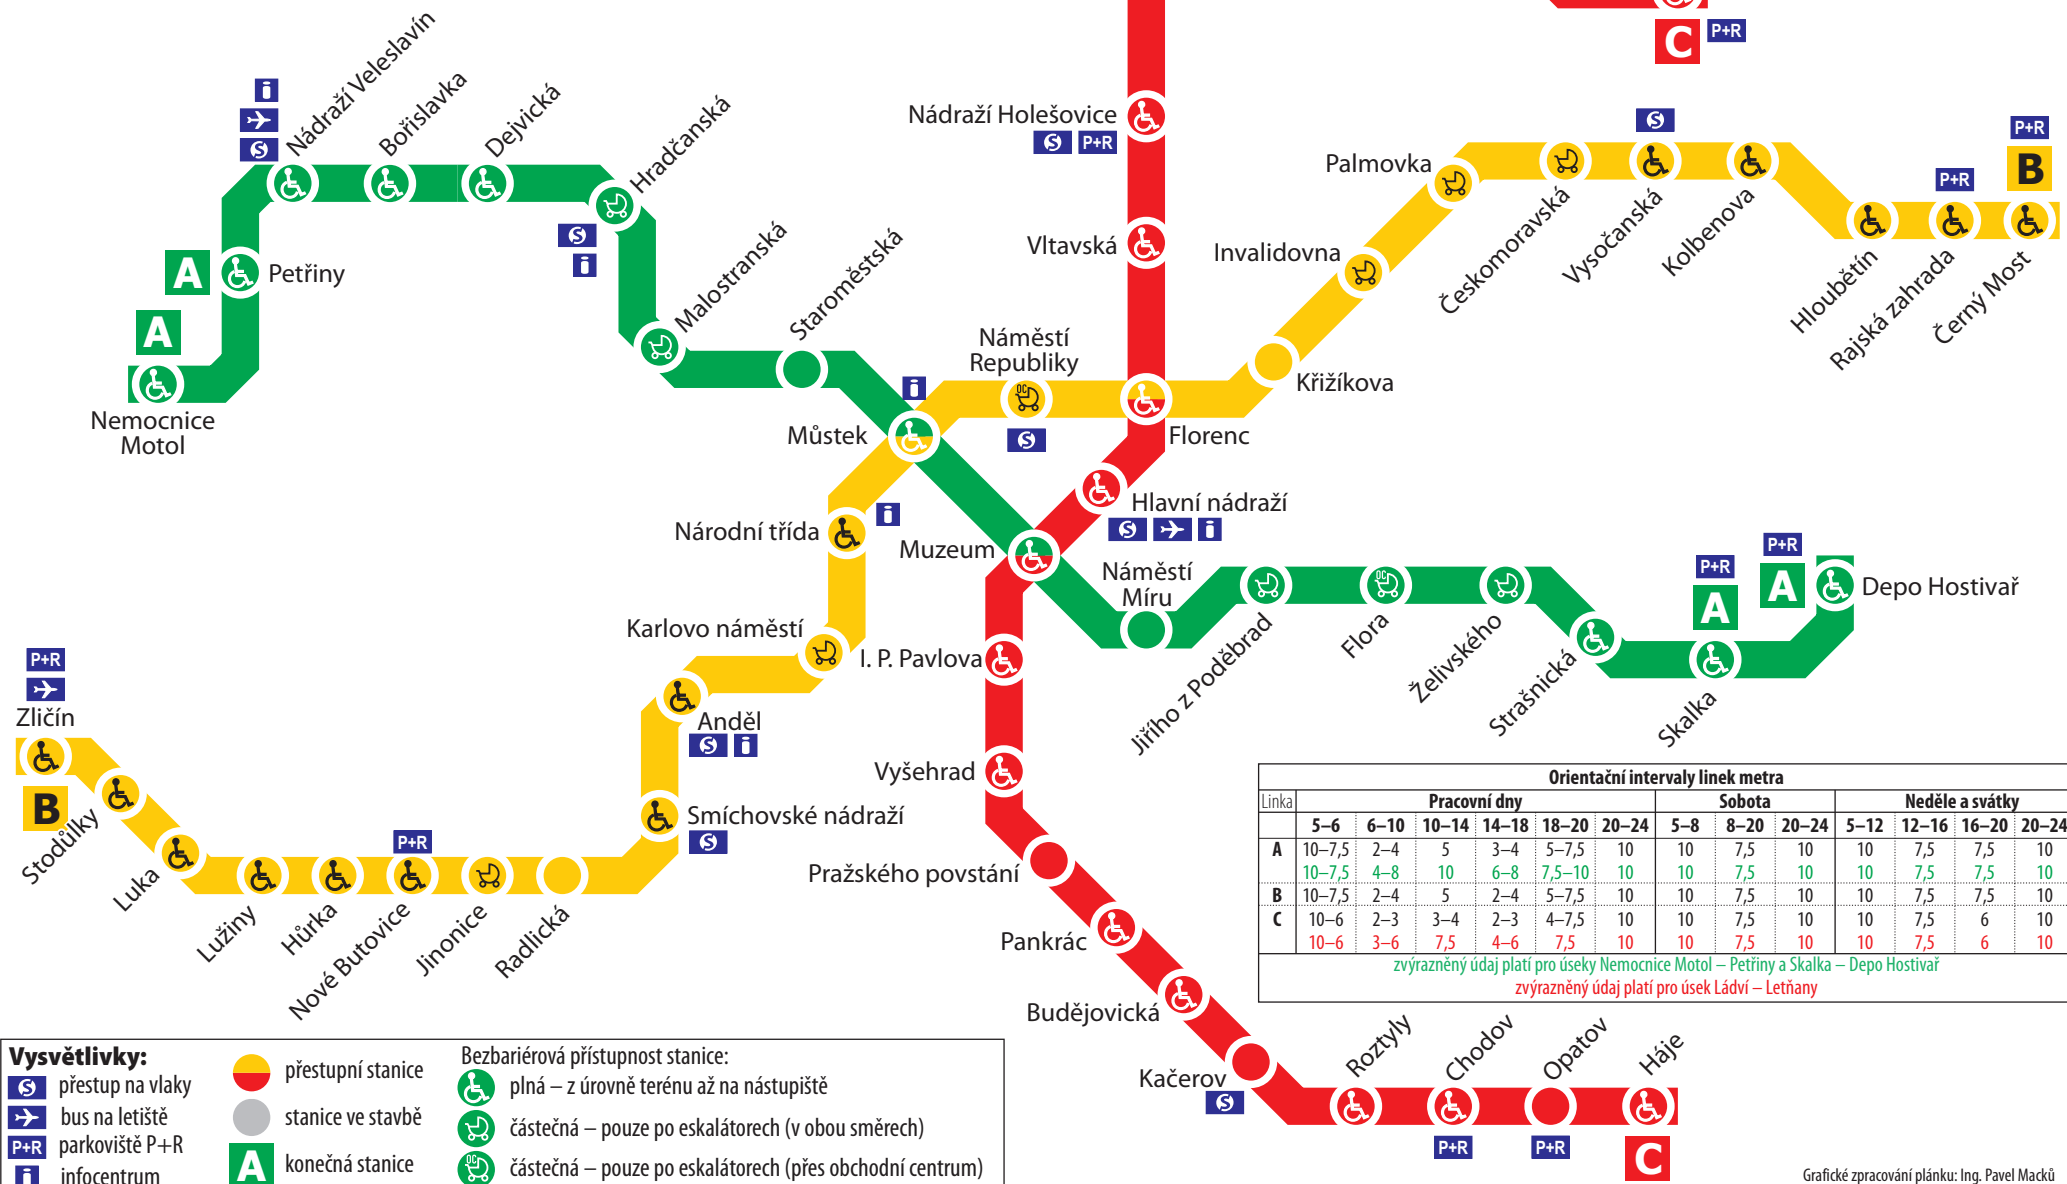 C
P+R
Nádraží Veleslavín
Bořislavka
Dejvická
Hradčanská
Malostranská
Staroměstská
A
Petřiny
A
Nemocnice
Motol
Nádraží Holešovice
S P+R
Vltavská
Palmovka
Invalidovna
Křižíkova
Českomoravská
S
Vysočanská
Kolbenova
Hloubětín
P+R
Rajská zahrada
P+R
B
Černý Most
i
S
S
i
Náměstí
Republiky
OC
S
i
Můstek
Florenc
Hlavní nádraží
S i
Národní třída
i
Muzeum
Náměstí
Míru
Jiřího z Poděbrad
OC
Flora
Želivského
Strašnická
P+R
A
Skalka
P+R
A
Depo Hostivař
Karlovo náměstí
I. P. Pavlova
P+R
Zličín
B
Stodůlky
Luka
Lužiny
Hůrka
P+R
Nové Butovice
Jinonice
Radlická
Anděl
S i
Smíchovské nádraží
S
Vyšehrad
Pražského povstání
Pankrác
Budějovická
Kačerov
S
Roztyly
Chodov
P+R
Opatov
P+R
Háje
C
Orientační intervaly linek metra
Linka Pracovní dny Sobota Neděle a svátky
5–6 6–10 10–14 14–18 18–20 20–24 5–8 8–20 20–24 5–12 12–16 16–20 20–24
A 10–7,5 2–4 5 3–4 5–7,5 10 10 7,5 10 10 7,5 7,5 10
10–7,5 4–8 10 6–8 7,5–10 10 10 7,5 10 10 7,5 7,5 10
B 10–7,5 2–4 5 2–4 5–7,5 10 10 7,5 10 10 7,5 7,5 10
C 10–6 2–3 3–4 2–3 4–7,5 10 10 7,5 10 10 7,5 6 10
10–6 3–6 7,5 4–6 7,5 10 10 7,5 10 10 7,5 6 10
zvýrazněný údaj platí pro úseky Nemocnice Motol – Petřiny a Skalka – Depo Hostivař
zvýrazněný údaj platí pro úsek Ládví – Letňany
Vysvětlivky:
S přestup na vlaky
bus na letiště
P+R parkoviště P+R
i infocentrum
přestupní stanice
stanice ve stavbě
A konečná stanice
Bezbariérová přístupnost stanice:
plná – z úrovně terénu až na nástupiště
částečná – pouze po eskalátorech (v obou směrech)
OC částečná – pouze po eskalátorech (přes obchodní centrum)
Grafické zpracování plánku: Ing. Pavel Macků